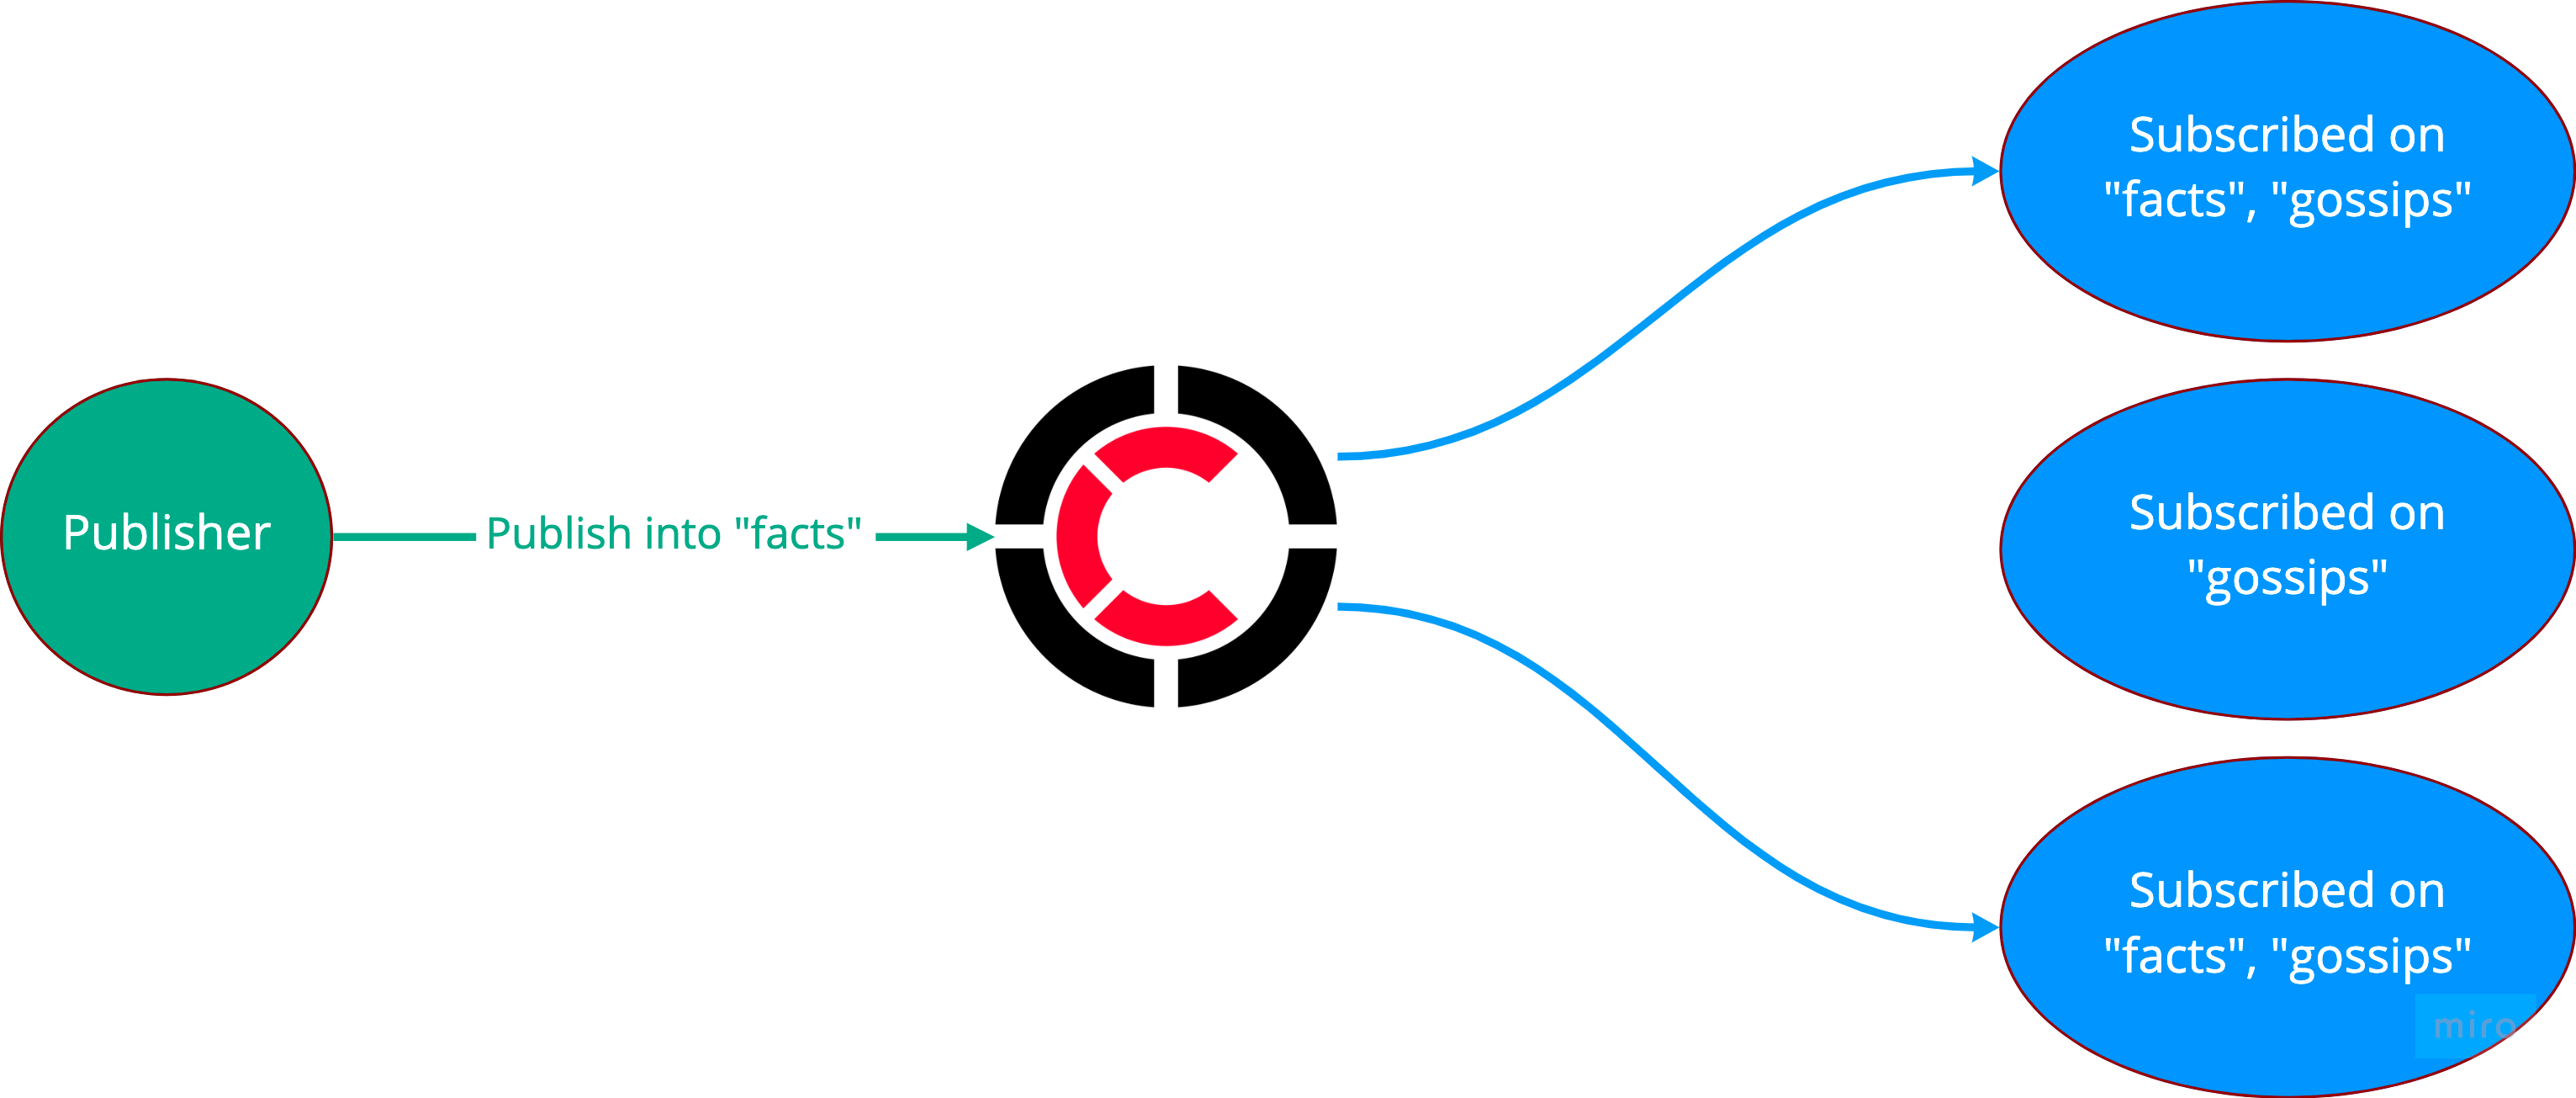 Publisher
Publish into "facts"
Subscribed on
"facts", "gossips"
Subscribed on
"gossips"
Subscribed on
"facts", "gossips"
miro